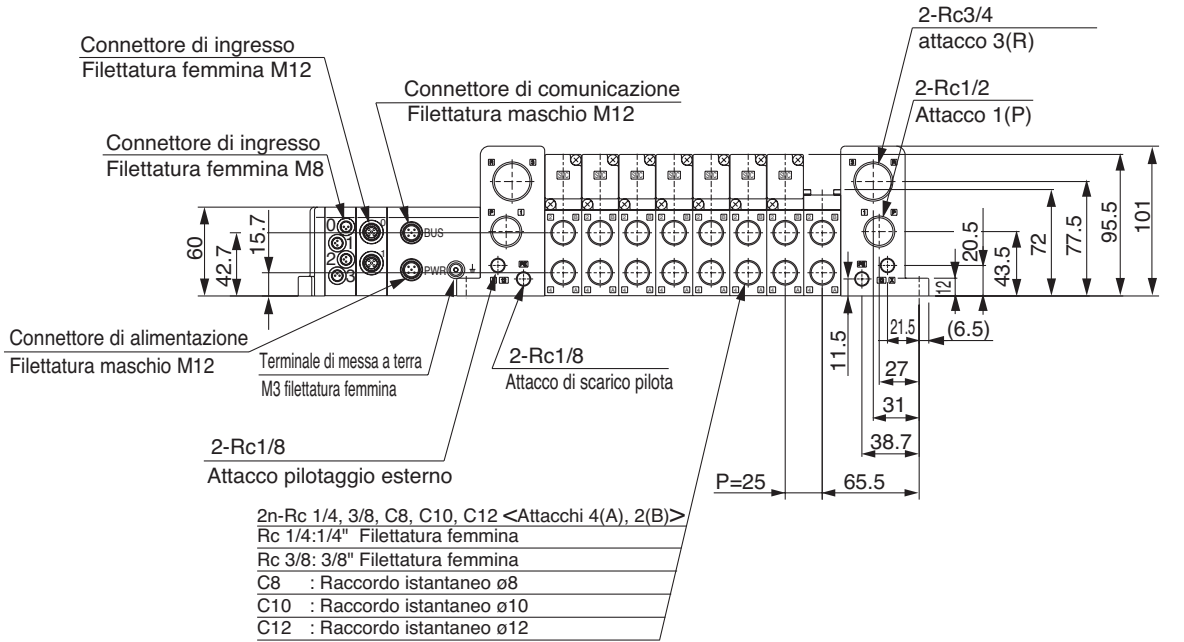 2-Rc3/4
attacco 3(R)
Connettore di ingresso
Filettatura femmina M12
Connettore di comunicazione
Filettatura maschio M12
2-Rc1/2
Attacco 1(P)
Connettore di ingresso
Filettatura femmina M8
60
42.7
15.7
0
1
2
3
0
1
BUS
PWR
11.5
12
43.5
20.5
72
77.5
95.5
101
21.5
(6.5)
27
31
38.7
P=25
65.5
Connettore di alimentazione
Filettatura maschio M12
Terminale di messa a terra
M3 filettatura femmina
2-Rc1/8
Attacco di scarico pilota
2-Rc1/8
Attacco pilotaggio esterno
2n-Rc 1/4, 3/8, C8, C10, C12 <Attacchi 4(A), 2(B)>
Rc 1/4:1/4" Filettatura femmina
Rc 3/8: 3/8" Filettatura femmina
C8 : Raccordo istantaneo ø8
C10 : Raccordo istantaneo ø10
C12 : Raccordo istantaneo ø12